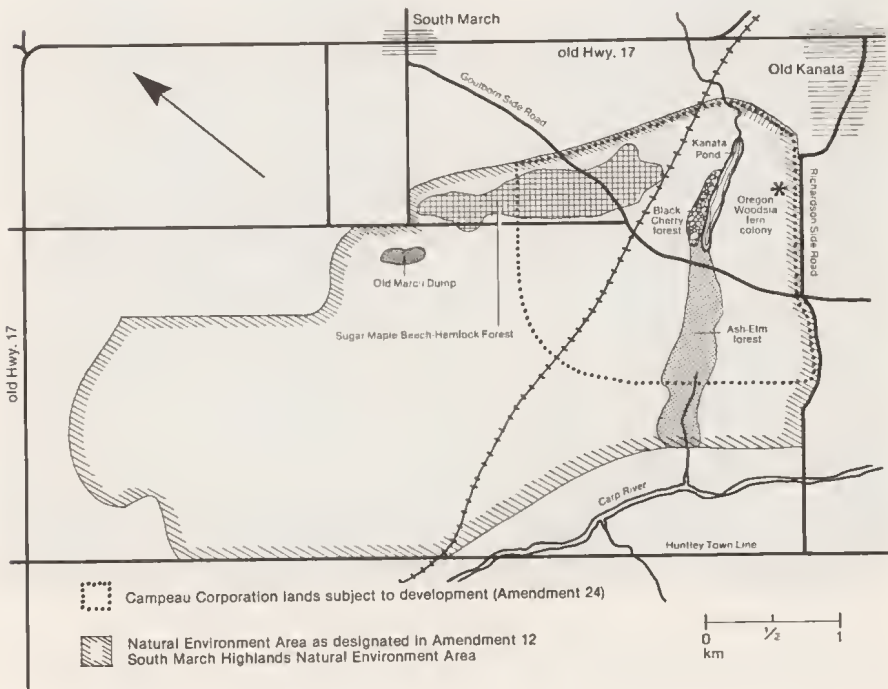 South March
old Hwy. 17
Old Kanata
Goulborn Side Road
Kanata
Pond
Richardson Side Road
Black
Cherry
forest
Oregon
Woodsia
fern
colony
Old March Dump
Sugar Maple Beech-Hemlock Forest
Ash-Elm
forest
old Hwy. 17
Carp River
Huntley Town Line
Campeau Corporation lands subject to development (Amendment 24)
Natural Environment Area as designated in Amendment 12
South March Highlands Natural Environment Area
0 ½ 1
km